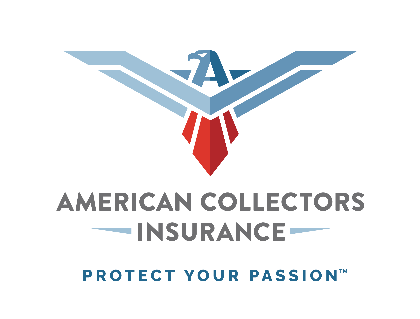 A
AMERICAN COLLECTORS
INSURANCE
PROTECT YOUR PASSION™